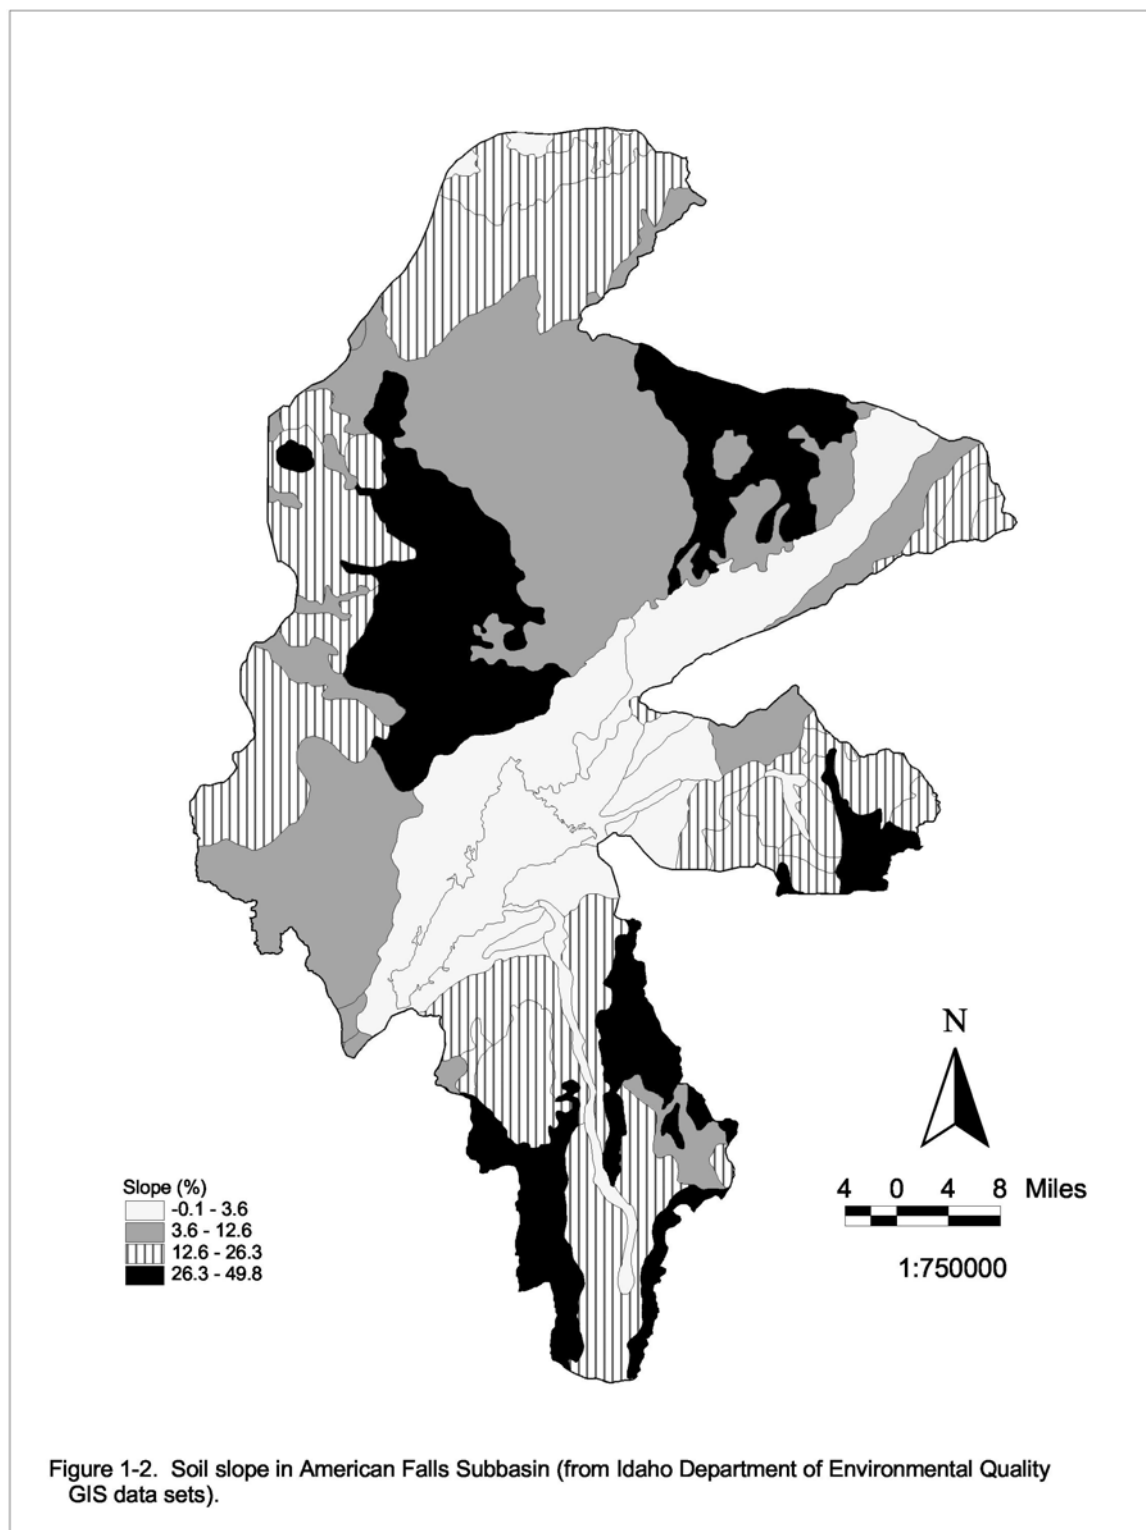 N
4 0 4 8 Miles
1:750000
Slope (%)
-0.1 - 3.6
3.6 - 12.6
12.6 - 26.3
26.3 - 49.8
Figure 1-2. Soil slope in American Falls Subbasin (from Idaho Department of Environmental Quality
GIS data sets).